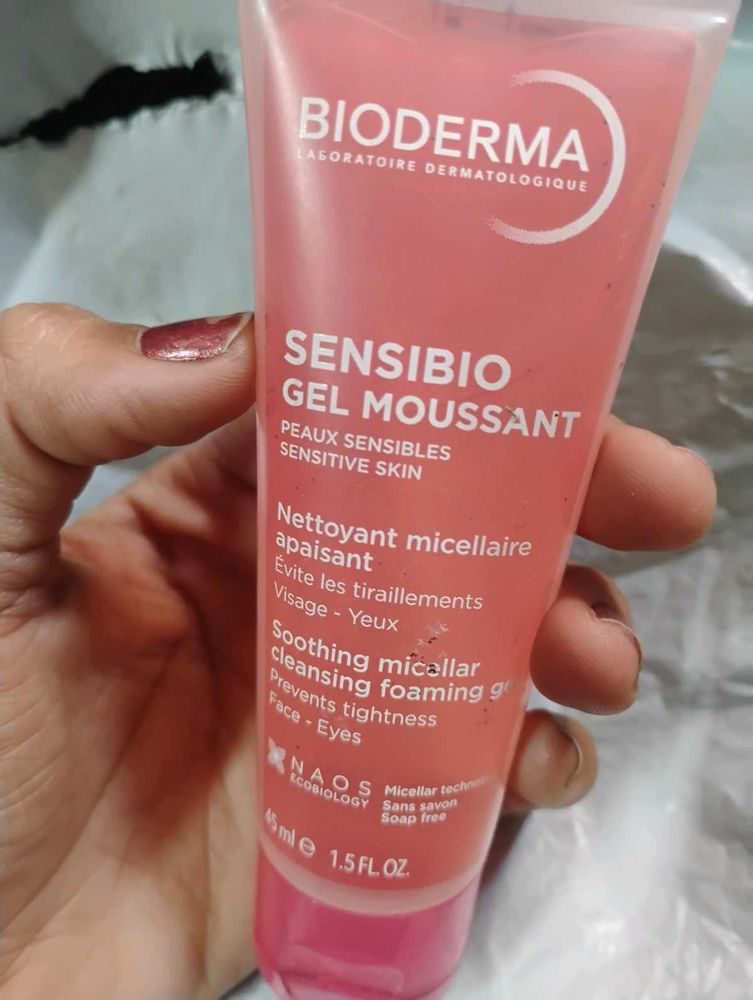 BIODERMA
LABORATOIRE DERMATOLOGIQUE
SENSIBIO
GEL MOUSSANT
PEAUX SENSIBLES
SENSITIVE SKIN
Nettoyant micellaire
apaisant
Évite les tiraillements
Visage - Yeux
Soothing micellar
cleansing foaming
Prevents tightness
Face - Eyes
NAOS
ECOBIOLOGY
Micellar
Sans savon
Soap free
45 ml e 1.5 FL. OZ.